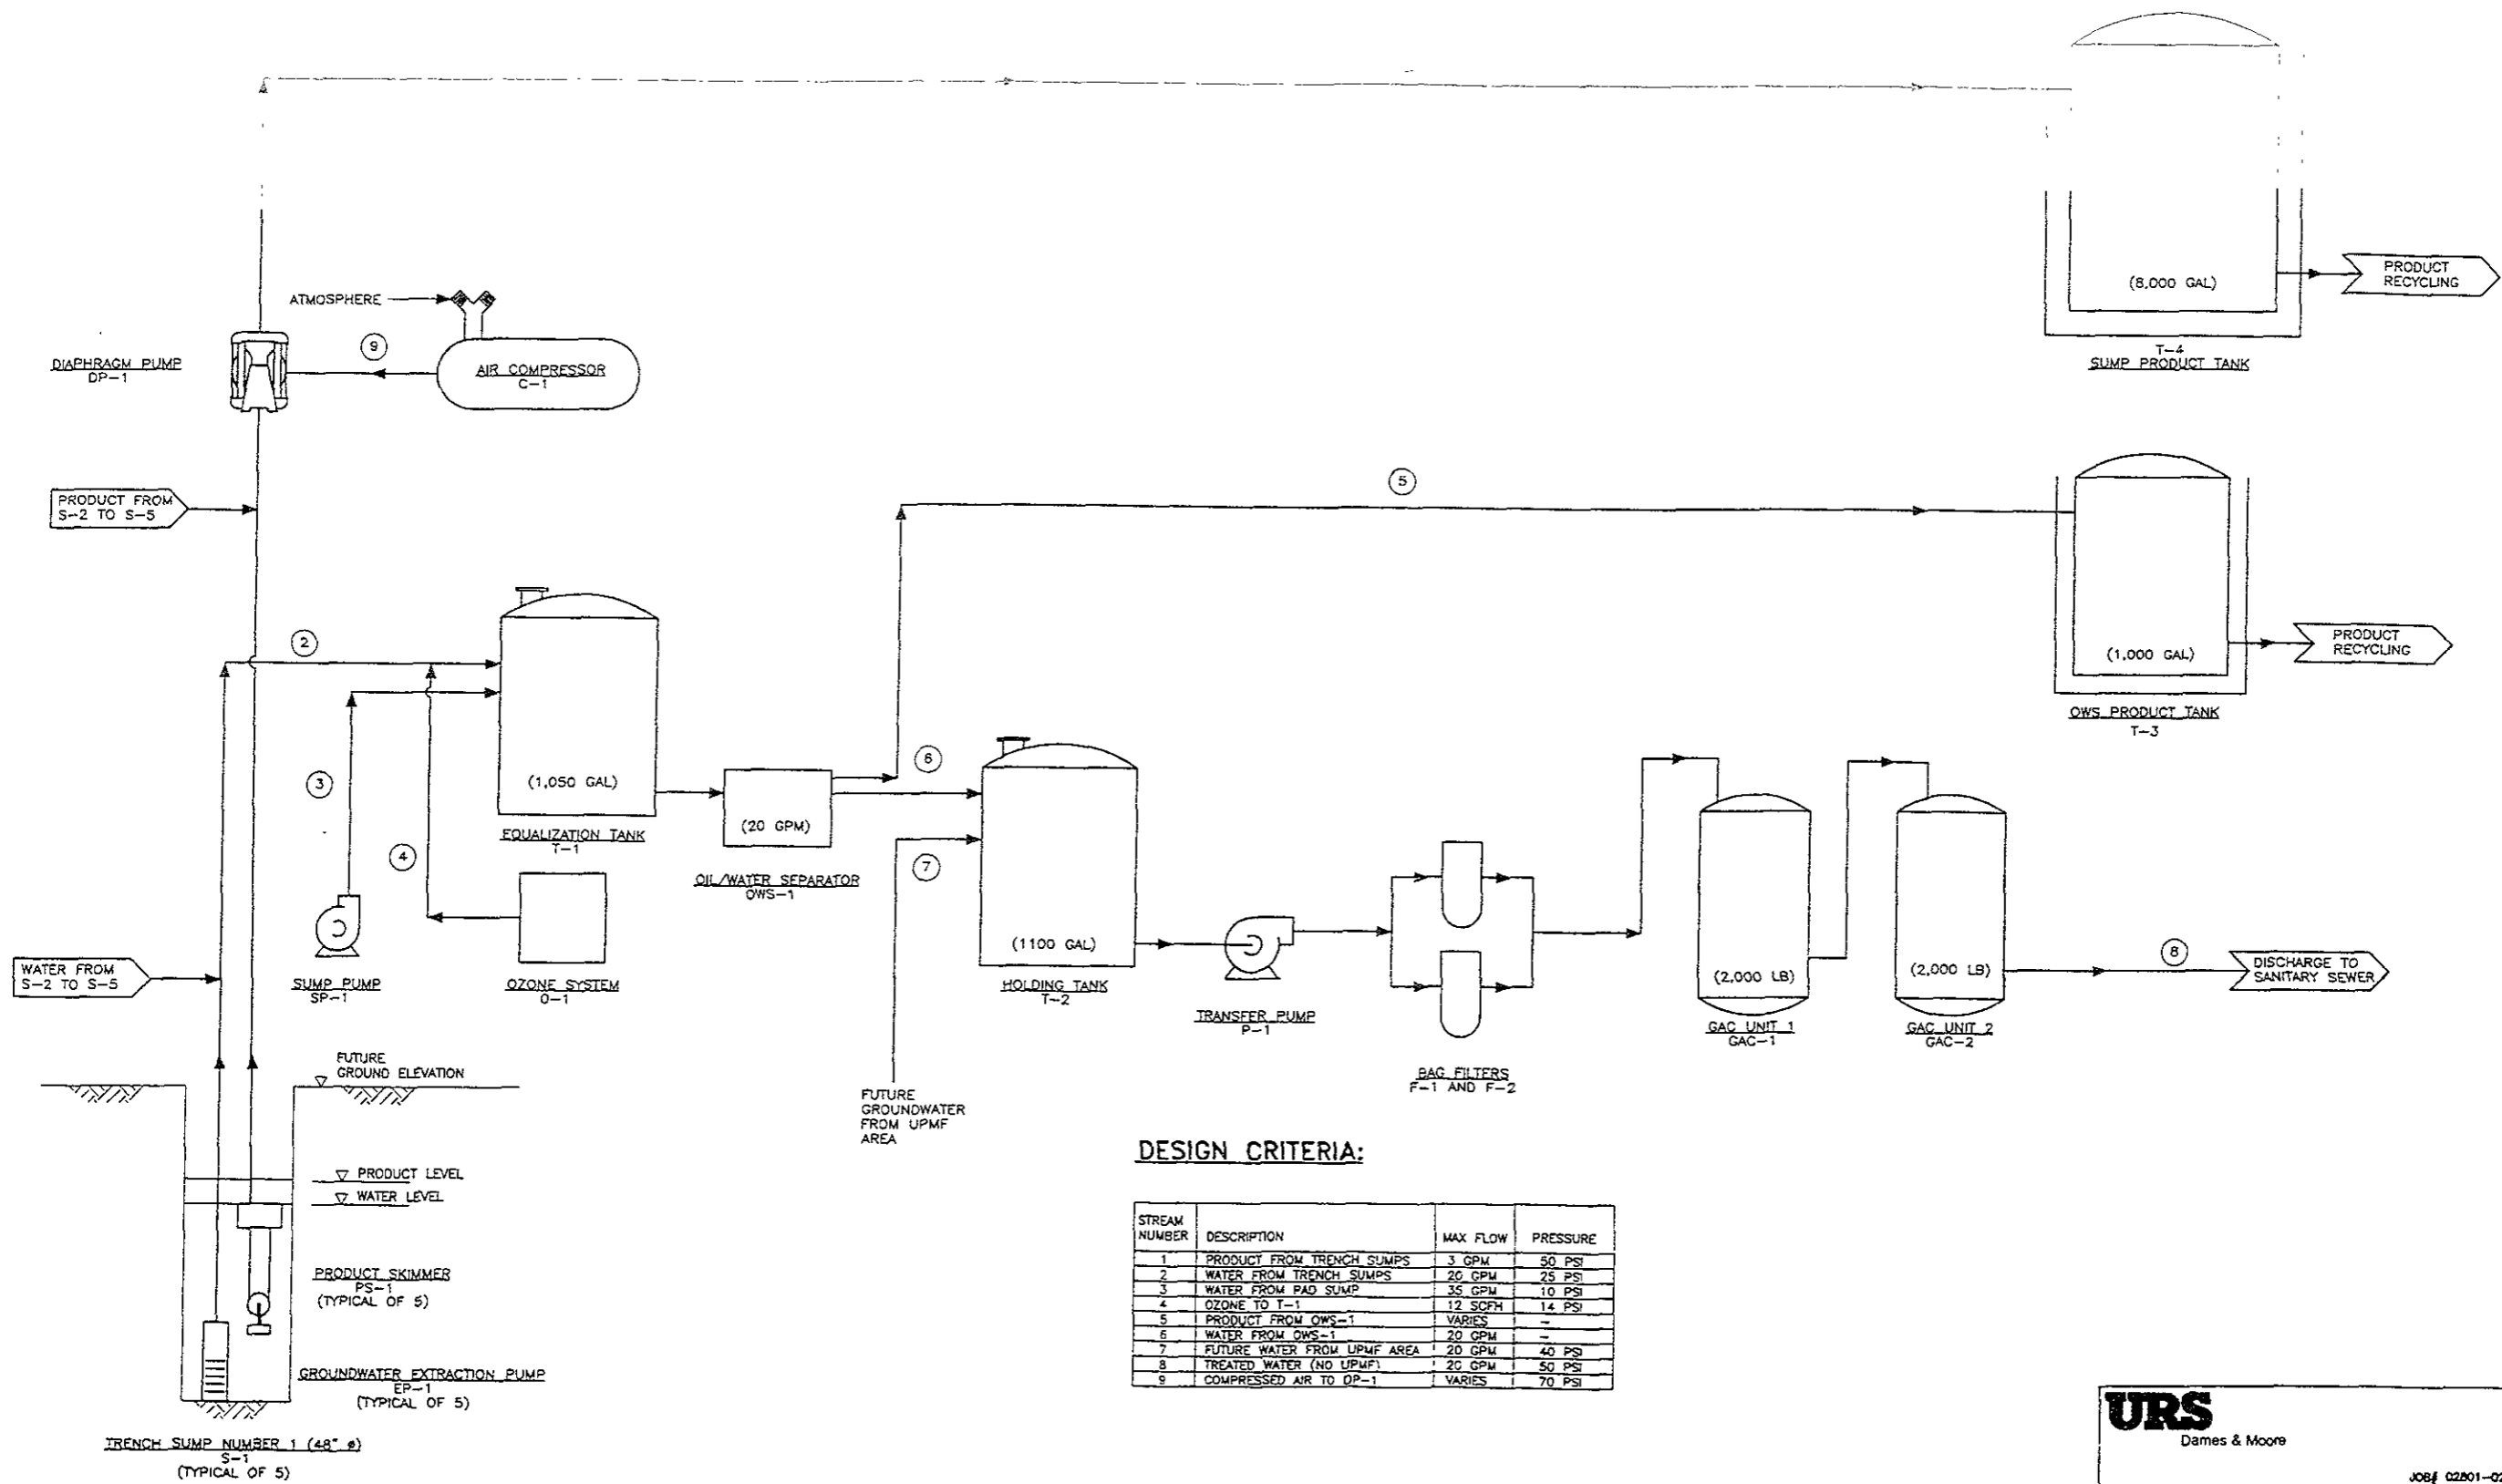 (8,000 GAL)
PRODUCT
RECYCLING
T-4
SUMP PRODUCT TANK
ATMOSPHERE
9
AIR COMPRESSOR
C-1
DIAPHRAGM PUMP
DP-1
PRODUCT FROM
S-2 TO S-5
5
(1,000 GAL)
PRODUCT
RECYCLING
OWS PRODUCT TANK
T-3
2
3
4
(1,050 GAL)
EQUALIZATION TANK
T-1
(20 GPM)
OIL/WATER SEPARATOR
OWS-1
6
7
(1100 GAL)
HOLDING TANK
T-2
SUMP PUMP
SP-1
OZONE SYSTEM
O-1
WATER FROM
S-2 TO S-5
TRANSFER PUMP
P-1
BAG FILTERS
F-1 AND F-2
(2,000 LB)
GAC UNIT 1
GAC-1
(2,000 LB)
GAC UNIT 2
GAC-2
8
DISCHARGE TO
SANITARY SEWER
FUTURE
GROUND ELEVATION
FUTURE
GROUNDWATER
FROM UPMF
AREA
PRODUCT LEVEL
WATER LEVEL
PRODUCT SKIMMER
PS-1
(TYPICAL OF 5)
GROUNDWATER EXTRACTION PUMP
EP-1
(TYPICAL OF 5)
TRENCH SUMP NUMBER 1 (48" ø)
S-1
(TYPICAL OF 5)
DESIGN CRITERIA:
STREAM NUMBER DESCRIPTION MAX FLOW PRESSURE
1 PRODUCT FROM TRENCH SUMPS 3 GPM 50 PSI
2 WATER FROM TRENCH SUMPS 20 GPM 25 PSI
3 WATER FROM PAD SUMP 35 GPM 10 PSI
4 OZONE TO T-1 12 SCFH 14 PSI
5 PRODUCT FROM OWS-1 VARIES -
6 WATER FROM OWS-1 20 GPM -
7 FUTURE WATER FROM UPMF AREA 20 GPM 40 PSI
8 TREATED WATER (NO UPMF) 20 GPM 50 PSI
9 COMPRESSED AIR TO DP-1 VARIES 70 PSI
URS
Dames & Moore